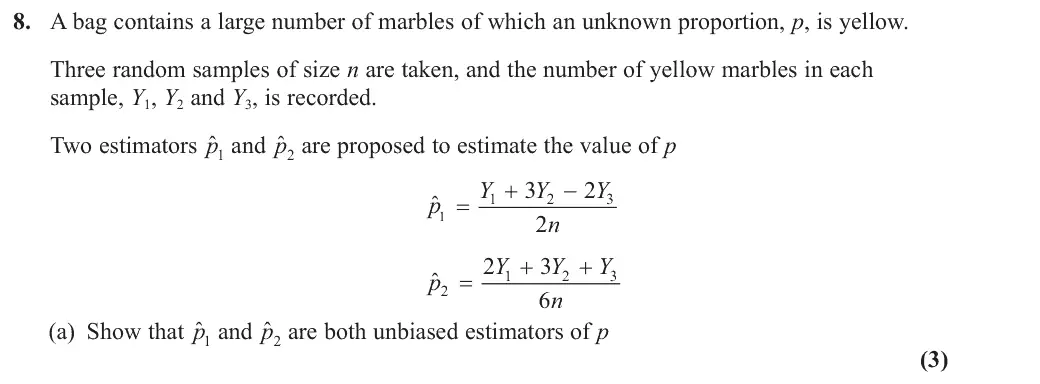 8. A bag contains a large number of marbles of which an unknown proportion, p, is yellow.
Three random samples of size n are taken, and the number of yellow marbles in each
sample, Y₁, Y₂ and Y₃, is recorded.
Two estimators p̂₁ and p̂₂ are proposed to estimate the value of p
p̂₁ = (Y₁ + 3Y₂ − 2Y₃) / 2n
p̂₂ = (2Y₁ + 3Y₂ + Y₃) / 6n
(a) Show that p̂₁ and p̂₂ are both unbiased estimators of p
(3)